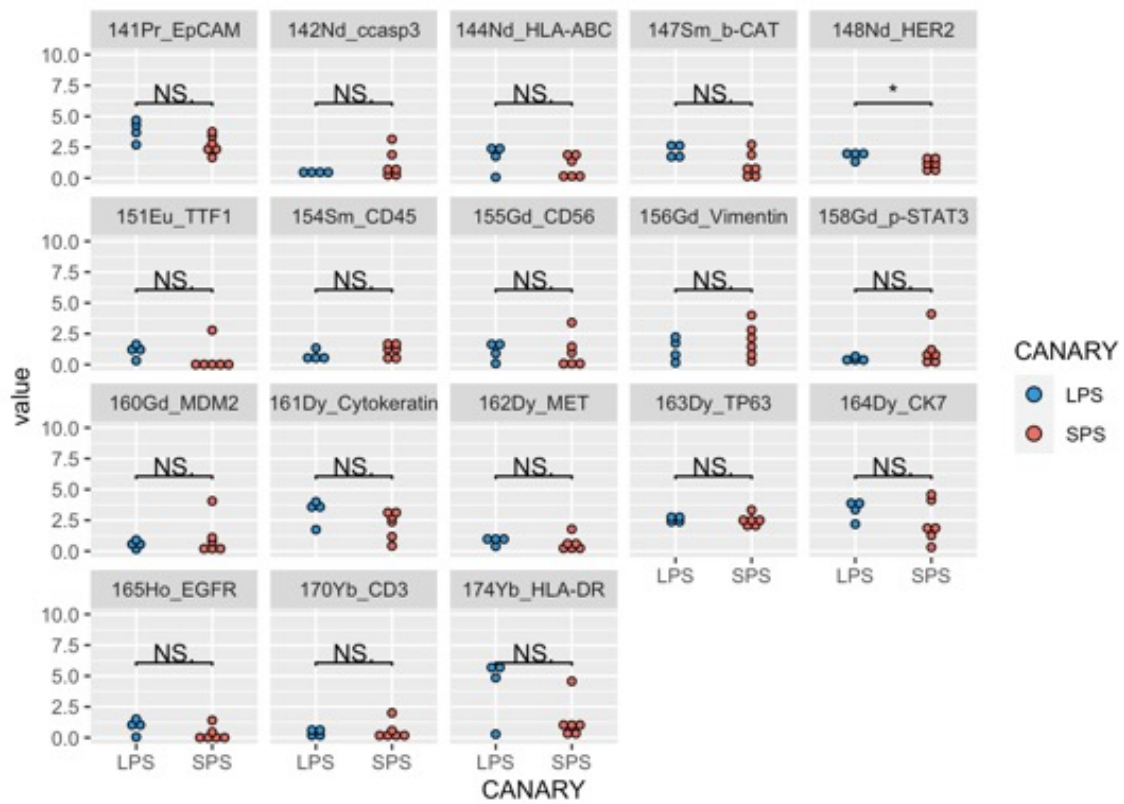 141Pr_EpCAM 142Nd_ccasp3 144Nd_HLA-ABC 147Sm_b-CAT 148Nd_HER2
10.0
7.5 NS. NS. NS. NS. *
5.0
2.5
0.0
151Eu_TTF1 154Sm_CD45 155Gd_CD56 156Gd_Vimentin 158Gd_p-STAT3
10.0
7.5 NS. NS. NS. NS. NS.
5.0
2.5
0.0
value
CANARY
LPS
SPS
160Gd_MDM2 161Dy_Cytokeratin 162Dy_MET 163Dy_TP63 164Dy_CK7
10.0
7.5 NS. NS. NS. NS. NS.
5.0
2.5
0.0
LPS SPS LPS SPS
165Ho_EGFR 170Yb_CD3 174Yb_HLA-DR
10.0
7.5 NS. NS. NS.
5.0
2.5
0.0
LPS SPS LPS SPS LPS SPS
CANARY